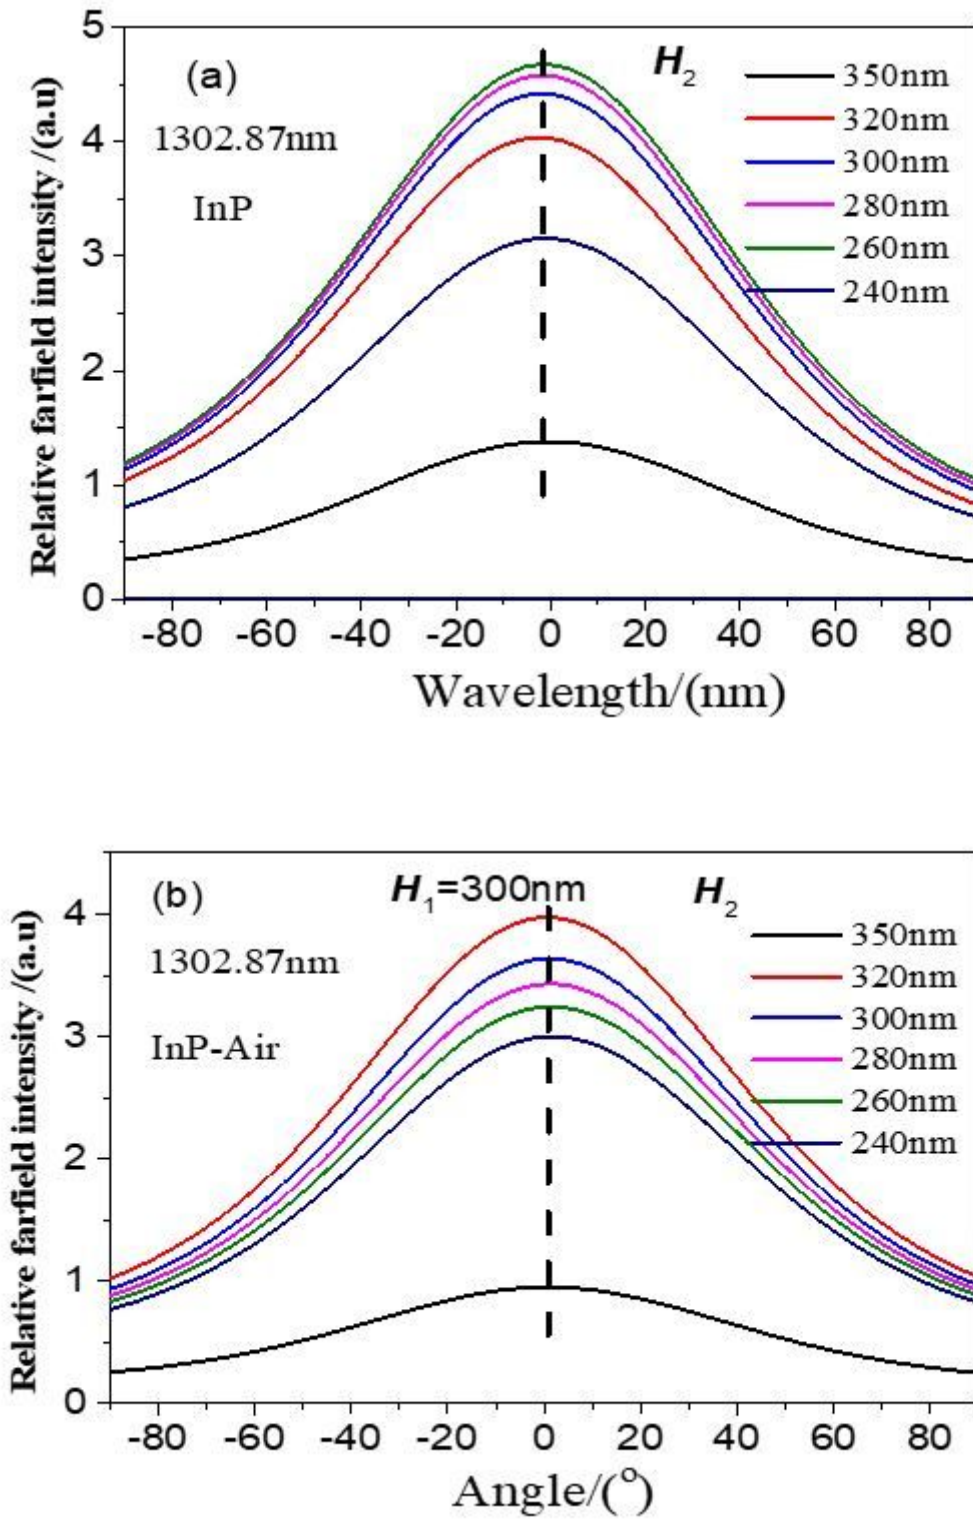 5
(a)
H2
350nm
4
1302.87nm
320nm
300nm
InP
280nm
3
260nm
240nm
2
1
0
Relative farfield intensity /(a.u)
-80 -60 -40 -20 0 20 40 60 80
Wavelength/(nm)
(b)
H1=300nm
H2
4
350nm
1302.87nm
320nm
300nm
3
InP-Air
280nm
260nm
240nm
2
1
0
Relative farfield intensity /(a.u)
-80 -60 -40 -20 0 20 40 60 80
Angle/(o)